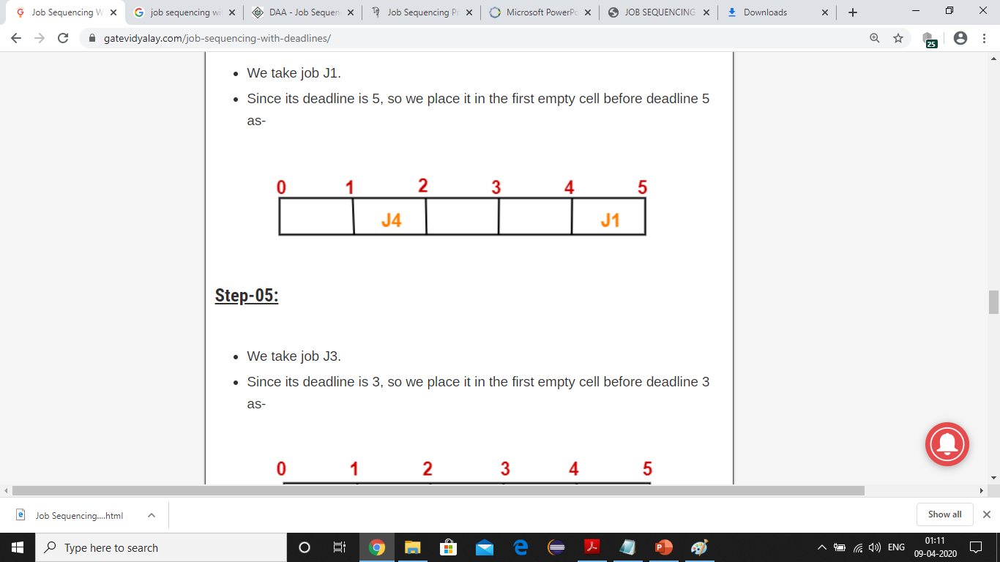 Job Sequencing W
job sequencing wi
DAA - Job Sequen
Job Sequencing Pr
Microsoft PowerPo
JOB SEQUENCING
Downloads
gatevidyalay.com/job-sequencing-with-deadlines/
25
We take job J1.
Since its deadline is 5, so we place it in the first empty cell before deadline 5
as-
0 1 2 3 4 5
J4 J1
Step-05:
We take job J3.
Since its deadline is 3, so we place it in the first empty cell before deadline 3
as-
0 1 2 3 4 5
Job Sequencing....html
Show all
Type here to search
ENG
01:11
09-04-2020